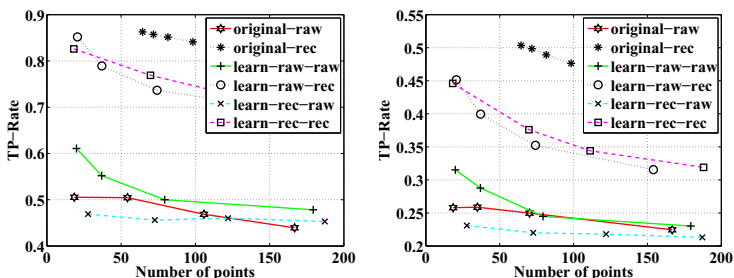 0.9
0.8
0.7
0.6
0.5
0.4
TP−Rate
0
50
100
150
200
Number of points
original−raw
original−rec
learn−raw−raw
learn−raw−rec
learn−rec−raw
learn−rec−rec
0.55
0.5
0.45
0.4
0.35
0.3
0.25
0.2
TP−Rate
0
50
100
150
200
Number of points
original−raw
original−rec
learn−raw−raw
learn−raw−rec
learn−rec−raw
learn−rec−rec